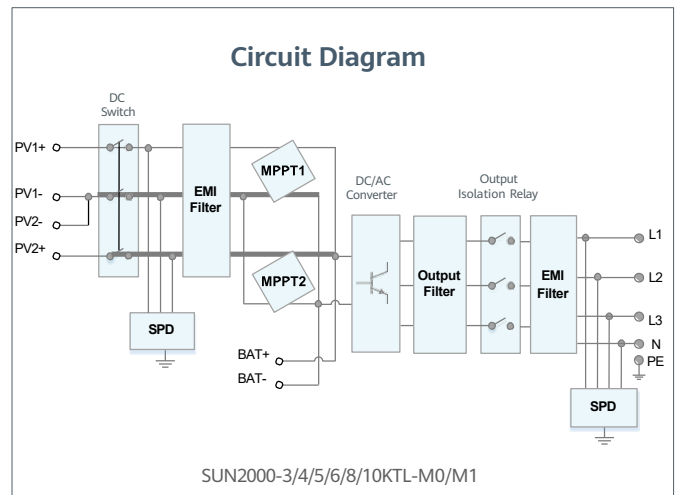 Circuit Diagram
DC
Switch
PV1+
PV1-
PV2-
PV2+
EMI
Filter
MPPT1
MPPT2
SPD
BAT+
BAT-
DC/AC
Converter
Output
Filter
Output
Isolation Relay
EMI
Filter
L1
L2
L3
N
PE
SPD
SUN2000-3/4/5/6/8/10KTL-M0/M1